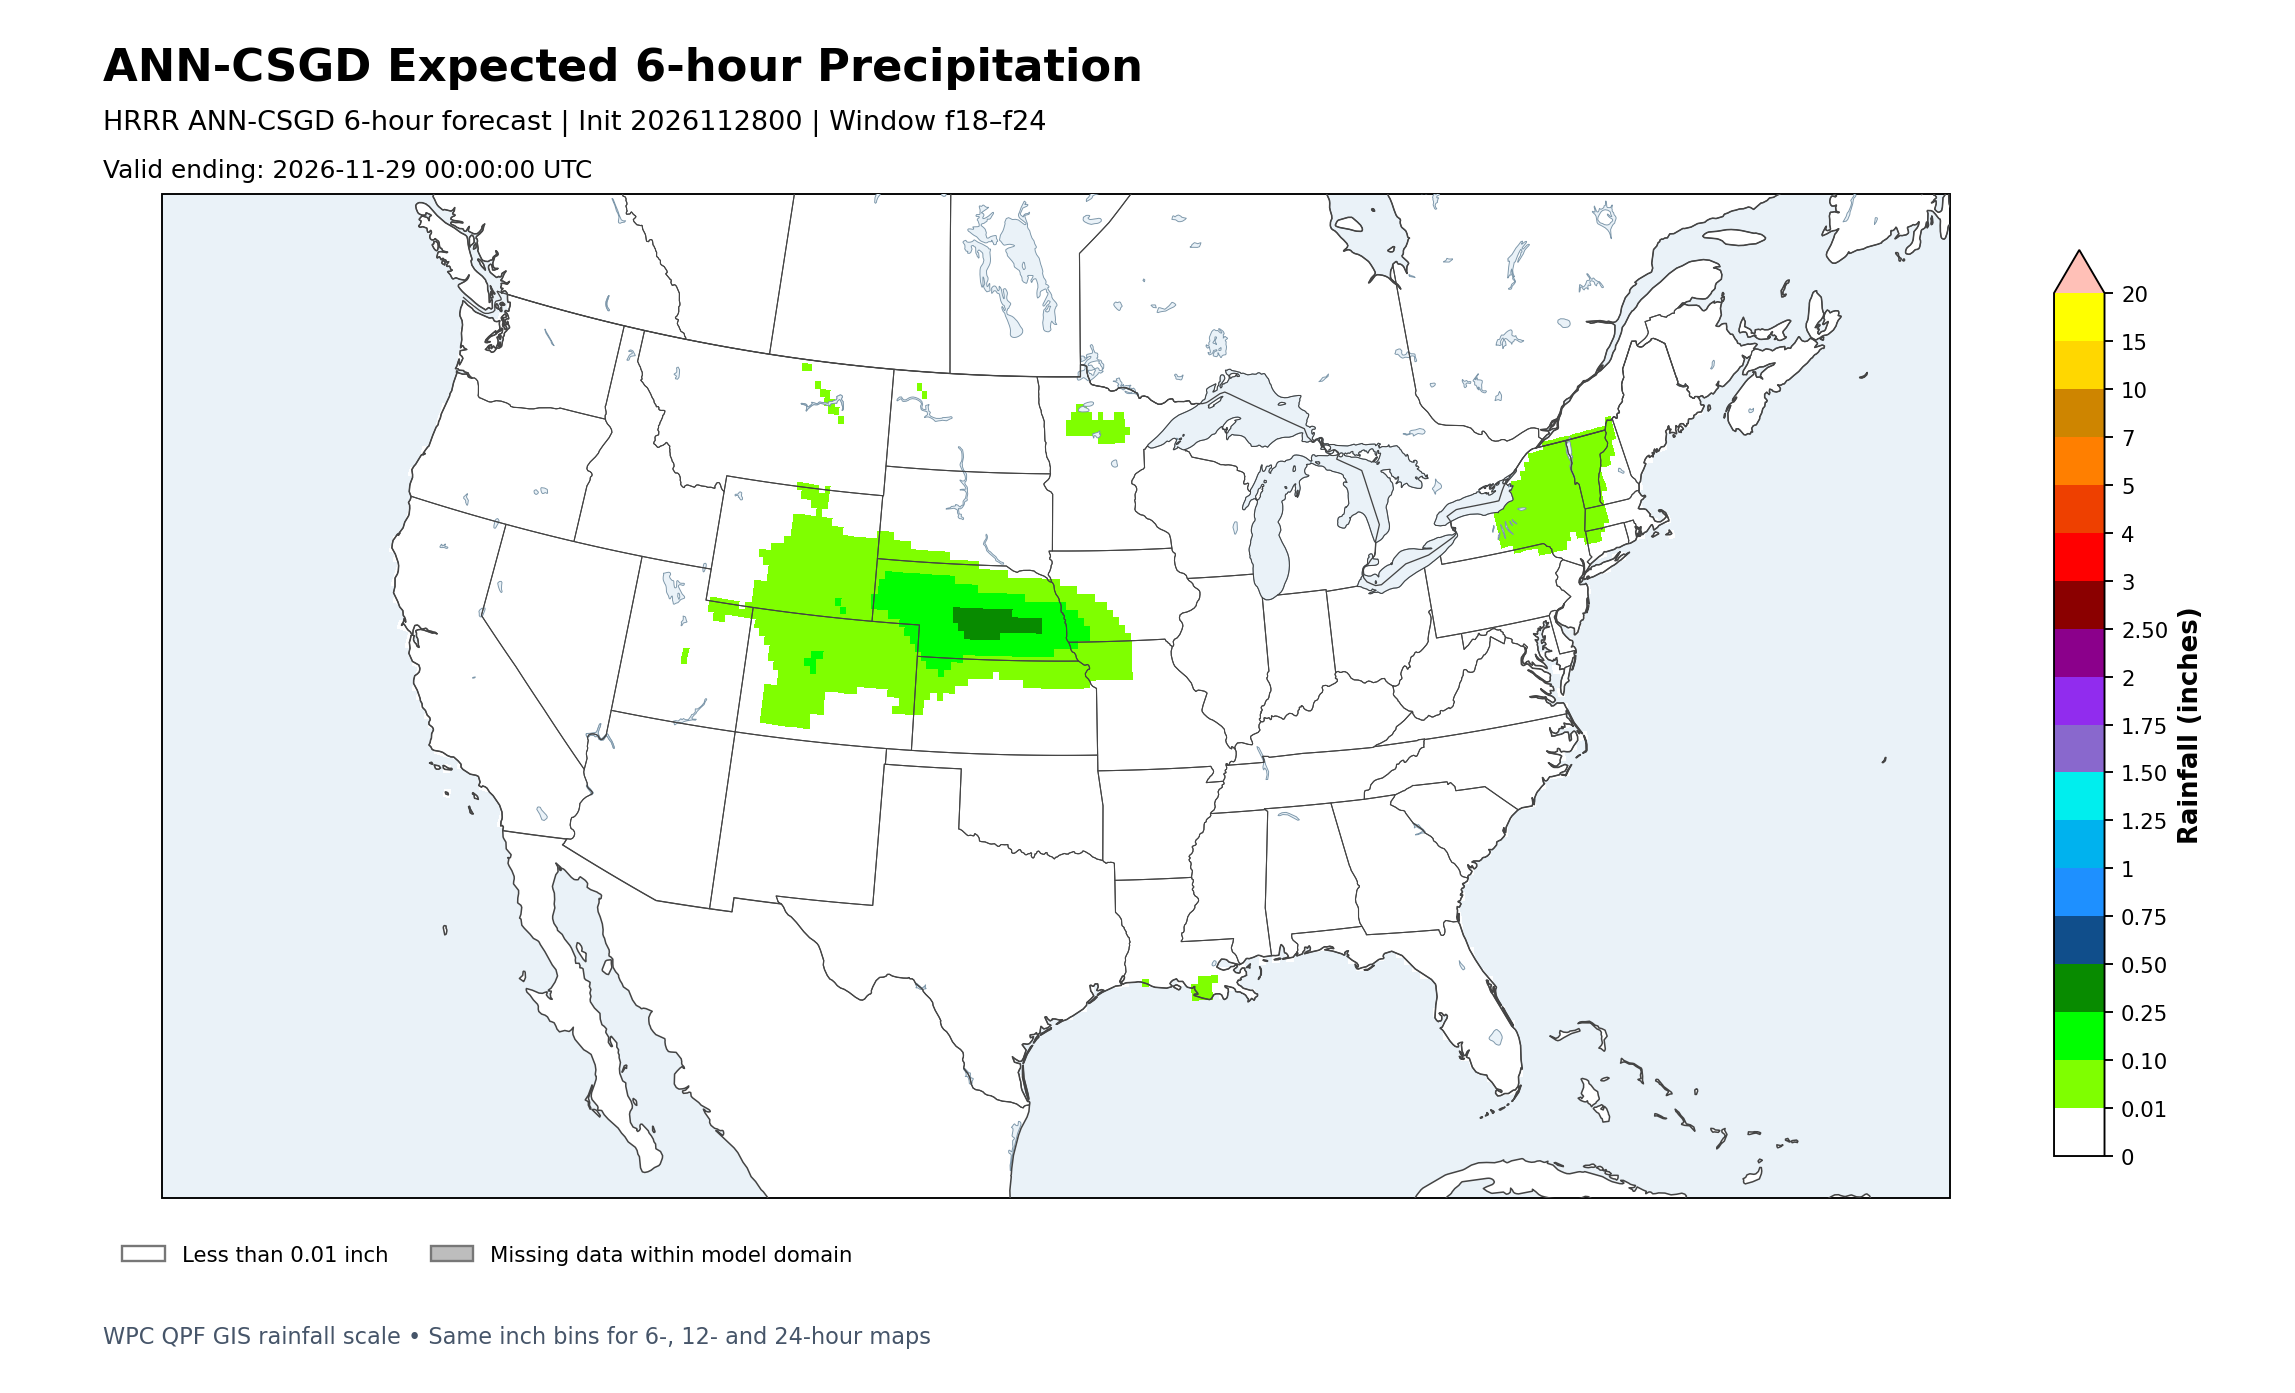 ANN-CSGD Expected 6-hour Precipitation
HRRR ANN-CSGD 6-hour forecast | Init 2026112800 | Window f18–f24
Valid ending: 2026-11-29 00:00:00 UTC
20
15
10
7
5
4
3
2.50
2
1.75
1.50
1.25
1
0.75
0.50
0.25
0.10
0.01
0
Rainfall (inches)
Less than 0.01 inch
Missing data within model domain
WPC QPF GIS rainfall scale • Same inch bins for 6-, 12- and 24-hour maps